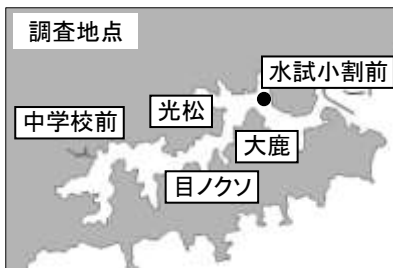 調査地点
水試小割前
光松
中学校前
大鹿
目ノクソ